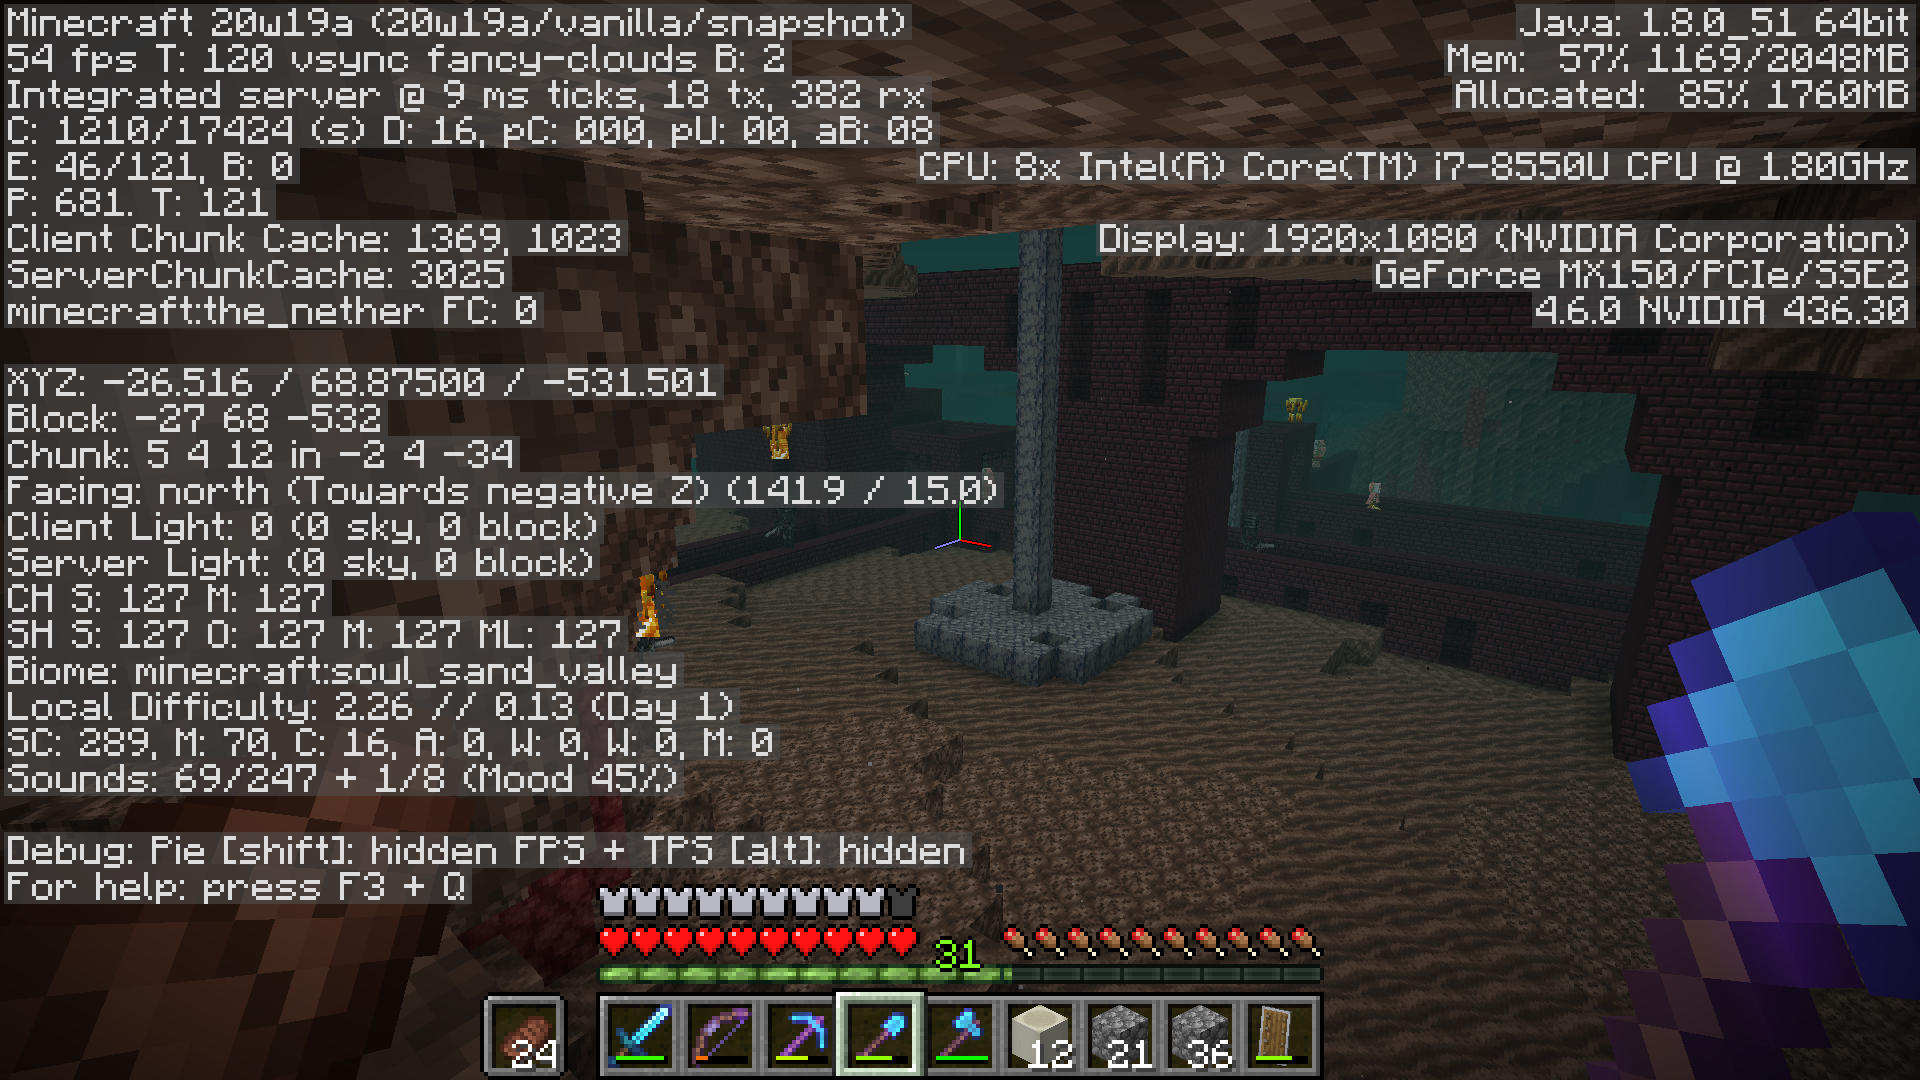 Minecraft 20w19a (20w19a/vanilla/snapshot)
54 fps T: 120 vsync fancy-clouds B: 2
Integrated server @ 9 ms ticks, 18 tx, 382 rx
C: 1210/17424 (s) D: 16, pC: 000, pU: 00, aB: 08
E: 46/121, B: 0
P: 681. T: 121
Client Chunk Cache: 1369, 1023
ServerChunkCache: 3025
minecraft:the_nether FC: 0
XYZ: -26.516 / 68.87500 / -531.501
Block: -27 68 -532
Chunk: 5 4 12 in -2 4 -34
Facing: north (Towards negative Z) (141.9 / 15.0)
Client Light: 0 (0 sky, 0 block)
Server Light: (0 sky, 0 block)
CH S: 127 M: 127
SH S: 127 O: 127 M: 127 ML: 127
Biome: minecraft:soul_sand_valley
Local Difficulty: 2.26 // 0.13 (Day 1)
SC: 289, M: 70, C: 16, A: 0, W: 0, W: 0, M: 0
Sounds: 69/247 + 1/8 (Mood 45%)
Debug: Pie [shift]: hidden FPS + TPS [alt]: hidden
For help: press F3 + Q
Java: 1.8.0_51 64bit
Mem: 57% 1169/2048MB
Allocated: 85% 1760MB
CPU: 8x Intel(R) Core(TM) i7-8550U CPU @ 1.80GHz
Display: 1920x1080 (NVIDIA Corporation)
GeForce MX150/PCIe/SSE2
4.6.0 NVIDIA 436.30
31
24 12 21 36